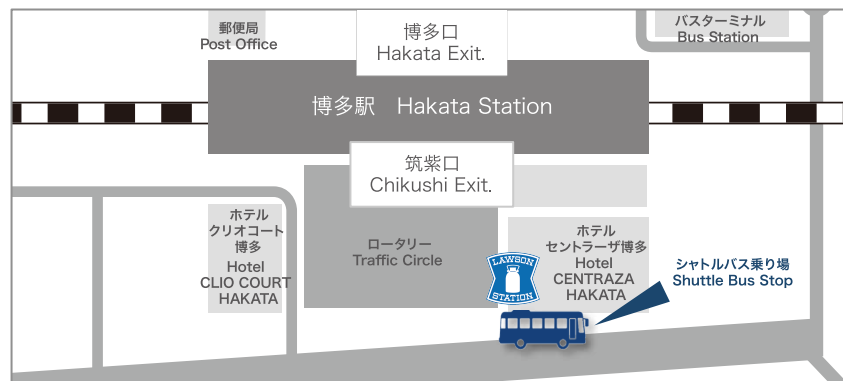 郵便局
Post Office
博多口
Hakata Exit.
バスターミナル
Bus Station
博多駅　Hakata Station
筑紫口
Chikushi Exit.
ホテル
クリオコート
博多
Hotel
CLIO COURT
HAKATA
ロータリー
Traffic Circle
LAWSON
STATION
ホテル
セントラーザ博多
Hotel
CENTRAZA
HAKATA
シャトルバス乗り場
Shuttle Bus Stop